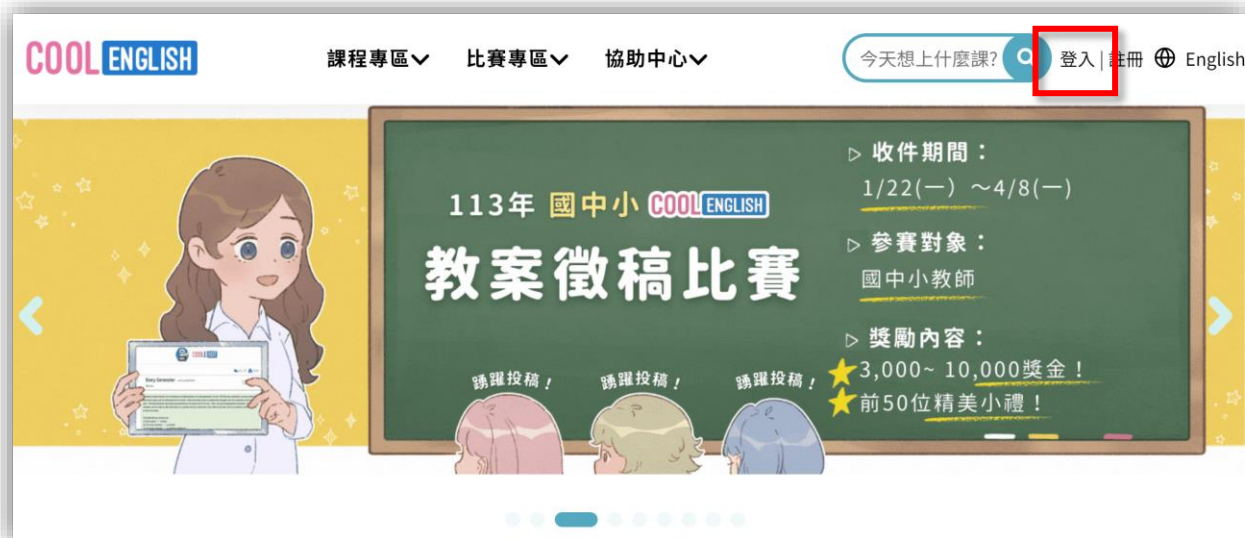 COOL ENGLISH
課程專區 比賽專區 協助中心
今天想上什麼課?
登入 | 註冊 English
113年 國中小 COOL ENGLISH
教案徵稿比賽
踴躍投稿! 踴躍投稿! 踴躍投稿!
▷ 收件期間：
1/22(一) ~4/8(一)
▷ 參賽對象：
國中小教師
▷ 獎勵內容：
3,000~ 10,000獎金！
前50位精美小禮！